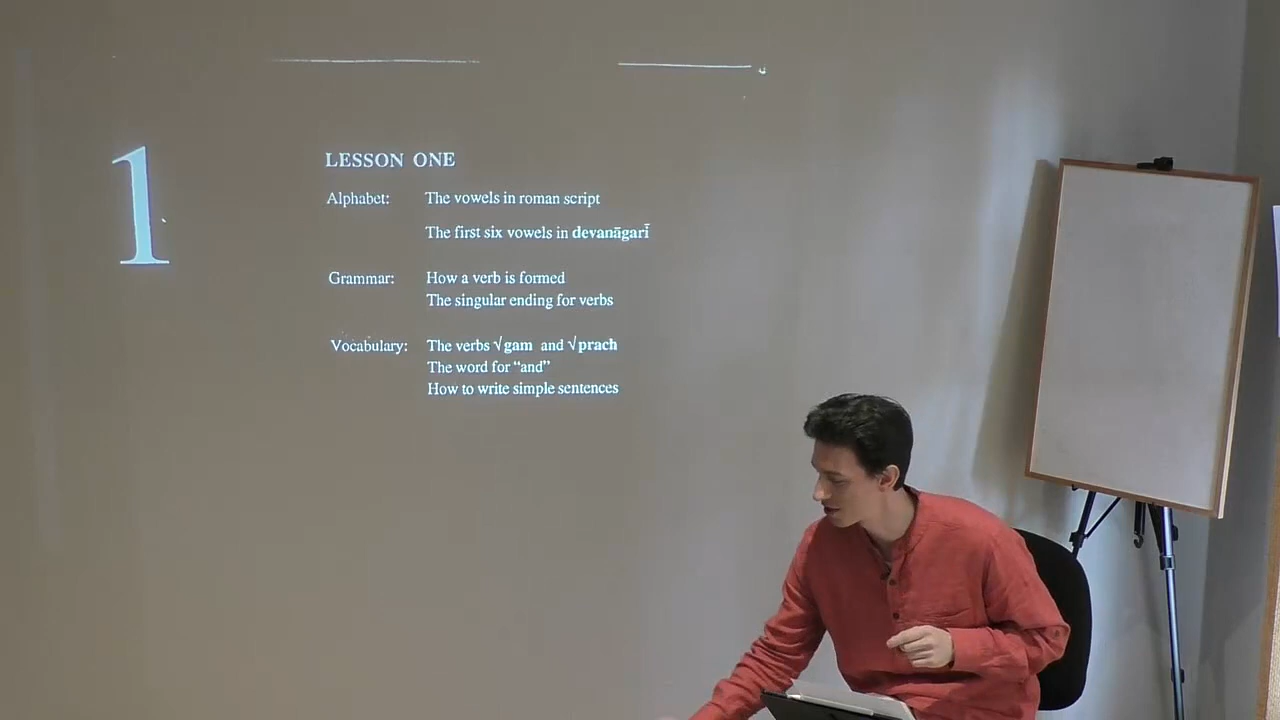 1
LESSON ONE
Alphabet: The vowels in roman script
The first six vowels in devanāgarī
Grammar: How a verb is formed
The singular ending for verbs
Vocabulary: The verbs √gam and √prach
The word for “and”
How to write simple sentences